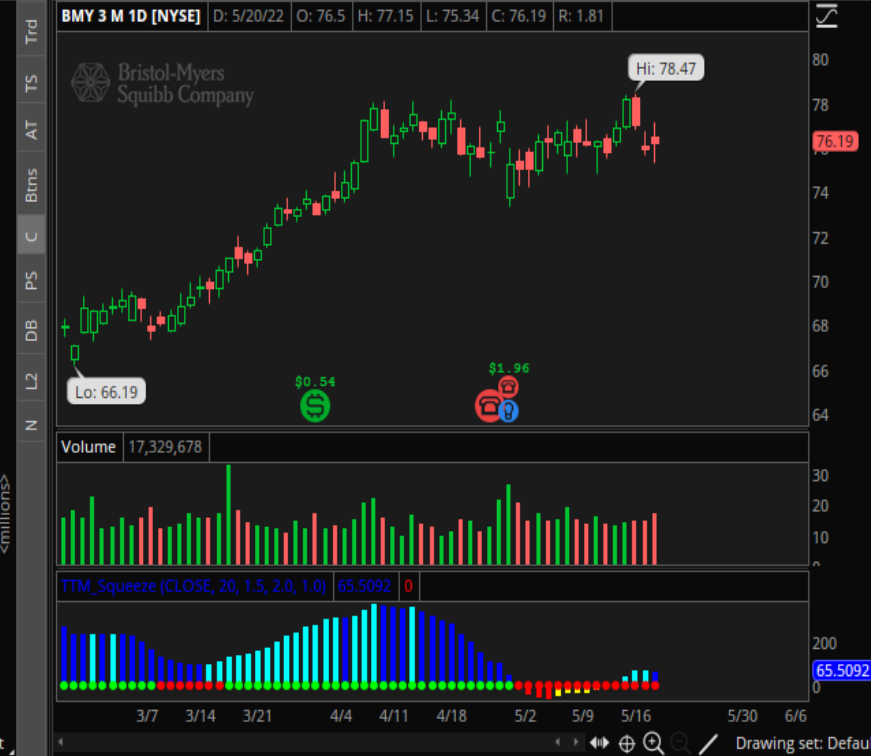 BMY 3 M 1D [NYSE] D: 5/20/22 O: 76.5 H: 77.15 L: 75.34 C: 76.19 R: 1.81
Trd
TS
AT
Btns
C
PS
DB
L2
N
Bristol-Myers
Squibb Company
Hi: 78.47
Lo: 66.19
$0.54
$1.96
80
78
76.19
74
72
70
68
66
64
Volume 17,329,678
<millions>
30
20
10
TTM_Squeeze (CLOSE, 20, 1.5, 2.0, 1.0) 65.5092 0
200
65.5092
0
3/7 3/14 3/21 4/4 4/11 4/18 5/2 5/9 5/16 5/30 6/6
Drawing set: Defau